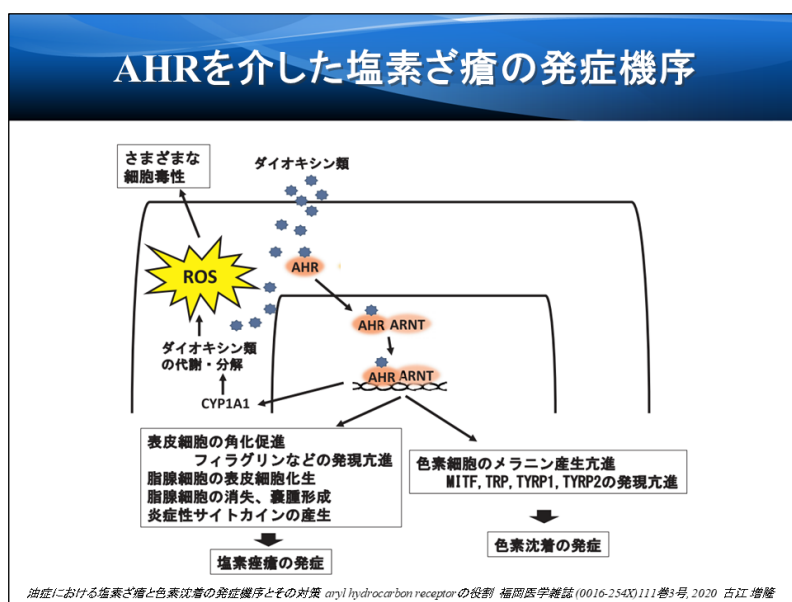 AHRを介した塩素ざ瘡の発症機序
さまざまな
細胞毒性
ダイオキシン類
ROS
AHR
AHR ARNT
ダイオキシン類
の代謝・分解
AHR ARNT
CYP1A1
表皮細胞の角化促進
フィラグリンなどの発現亢進
脂腺細胞の表皮細胞化生
脂腺細胞の消失、嚢腫形成
炎症性サイトカインの産生
塩素痤瘡の発症
色素細胞のメラニン産生亢進
MITF, TRP, TYRP1, TYRP2の発現亢進
色素沈着の発症
油症における塩素ざ瘡と色素沈着の発症機序とその対策 aryl hydrocarbon receptorの役割 福岡医学雑誌 (0016-254X)111巻3号, 2020 古江 増隆